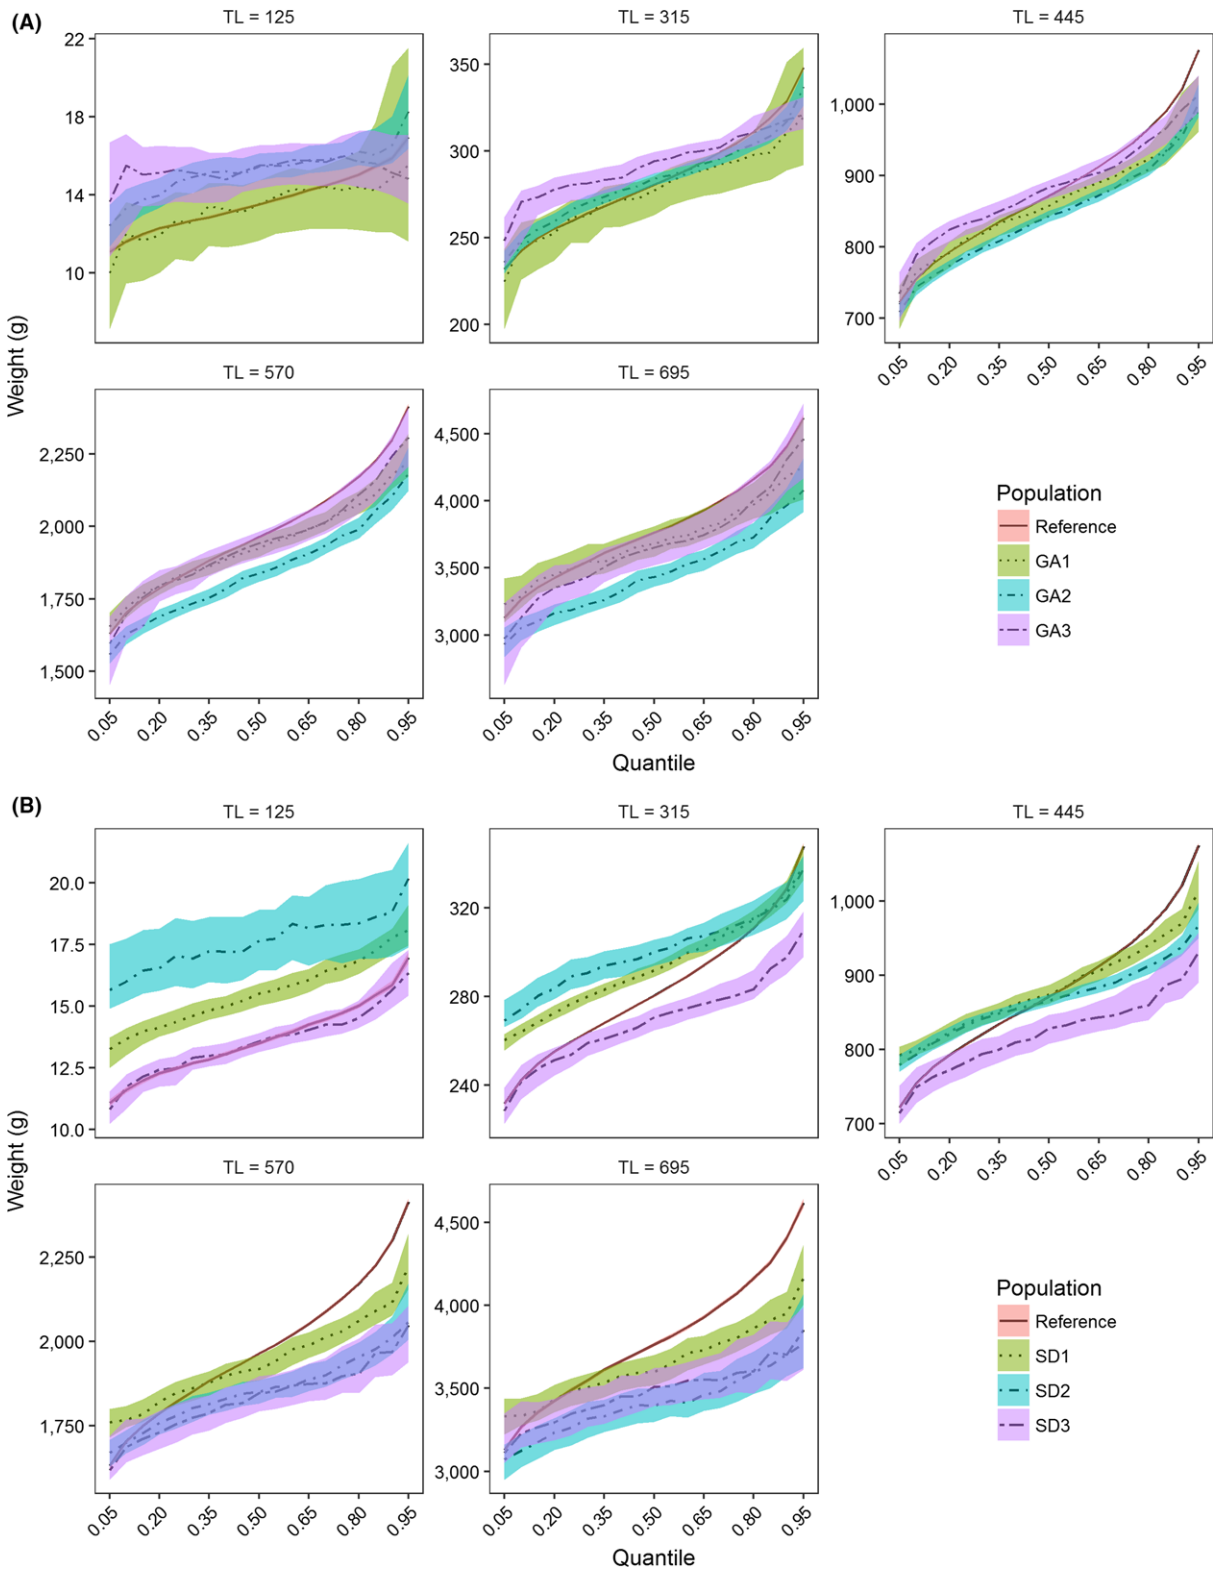 (A)
TL = 125
TL = 315
TL = 445
22
18
14
10
350
300
250
200
1,000
900
800
700
0.05 0.20 0.35 0.50 0.65 0.80 0.95
Weight (g)
TL = 570
TL = 695
2,250
2,000
1,750
1,500
4,500
4,000
3,500
3,000
0.05 0.20 0.35 0.50 0.65 0.80 0.95
0.05 0.20 0.35 0.50 0.65 0.80 0.95
Quantile
Population
Reference
GA1
GA2
GA3
(B)
TL = 125
TL = 315
TL = 445
20.0
17.5
15.0
12.5
10.0
320
280
240
1,000
900
800
700
0.05 0.20 0.35 0.50 0.65 0.80 0.95
Weight (g)
TL = 570
TL = 695
2,250
2,000
1,750
4,500
4,000
3,500
3,000
0.05 0.20 0.35 0.50 0.65 0.80 0.95
0.05 0.20 0.35 0.50 0.65 0.80 0.95
Quantile
Population
Reference
SD1
SD2
SD3